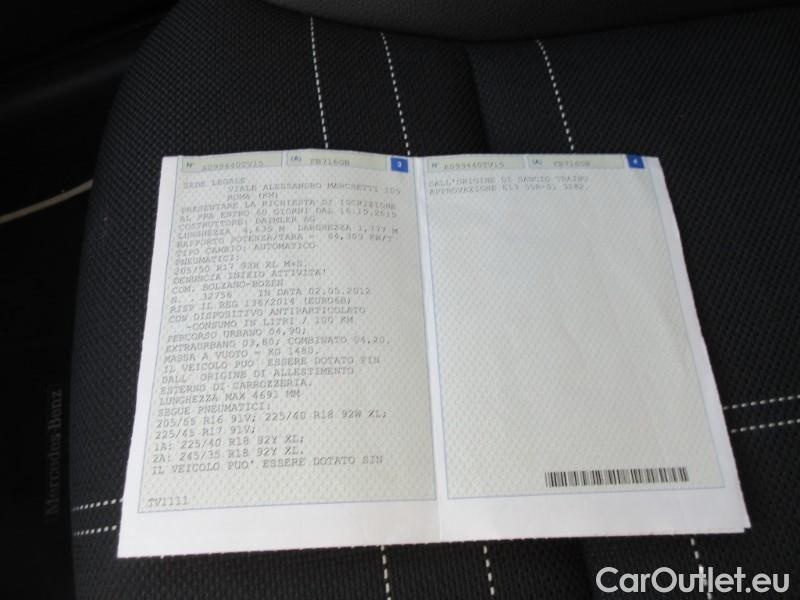 N° A099440TV15 (A) FB716GB 3
SEDE LEGALE
VIALE ALESSANDRO MARCHETTI 105
ROMA (RM)
PRESENTARE LA RICHIESTA DI ISCRIZIONE
AL PRA ENTRO 60 GIORNI DAL 16.10.2015
COSTRUTTORE: DAIMLER AG
LUNGHEZZA 4,635 M LARGHEZZA 1,777 M
RAPPORTO POTENZA/TARA = 64,309 KW/T
TIPO CAMBIO: AUTOMATICO
PNEUMATICI:
205/50 R17 93H XL M+S.
DENUNCIA INIZIO ATTIVITA'
COM. BOLZANO-BOZEN
N. . 32756 IN DATA 02.05.2012
RISP IL REG 136/2014 (EURO6B)
CON DISPOSITIVO ANTIPARTICOLATO
-CONSUMO IN LITRI / 100 KM
PERCORSO URBANO 04,90;
EXTRAURBANO 03,80; COMBINATO 04,20.
MASSA A VUOTO = KG 1480.
IL VEICOLO PUO' ESSERE DOTATO FIN
DALL' ORIGINE DI ALLESTIMENTO
ESTERNO DI CARROZZERIA.
LUNGHEZZA MAX 4691 MM
SEGUE PNEUMATICI:
205/55 R16 91V; 225/40 R18 92W XL;
225/45 R17 91V;
1A: 225/40 R18 92Y XL;
2A: 245/35 R18 92Y XL.
IL VEICOLO PUO' ESSERE DOTATO SIN
TV1111
N° A099440TV15 (A) FB716GB 4
DALL'ORIGINE DI GANCIO TRAINO
APPROVAZIONE E13 55R-01 3282.
Mercedes-Benz
CarOutlet.eu